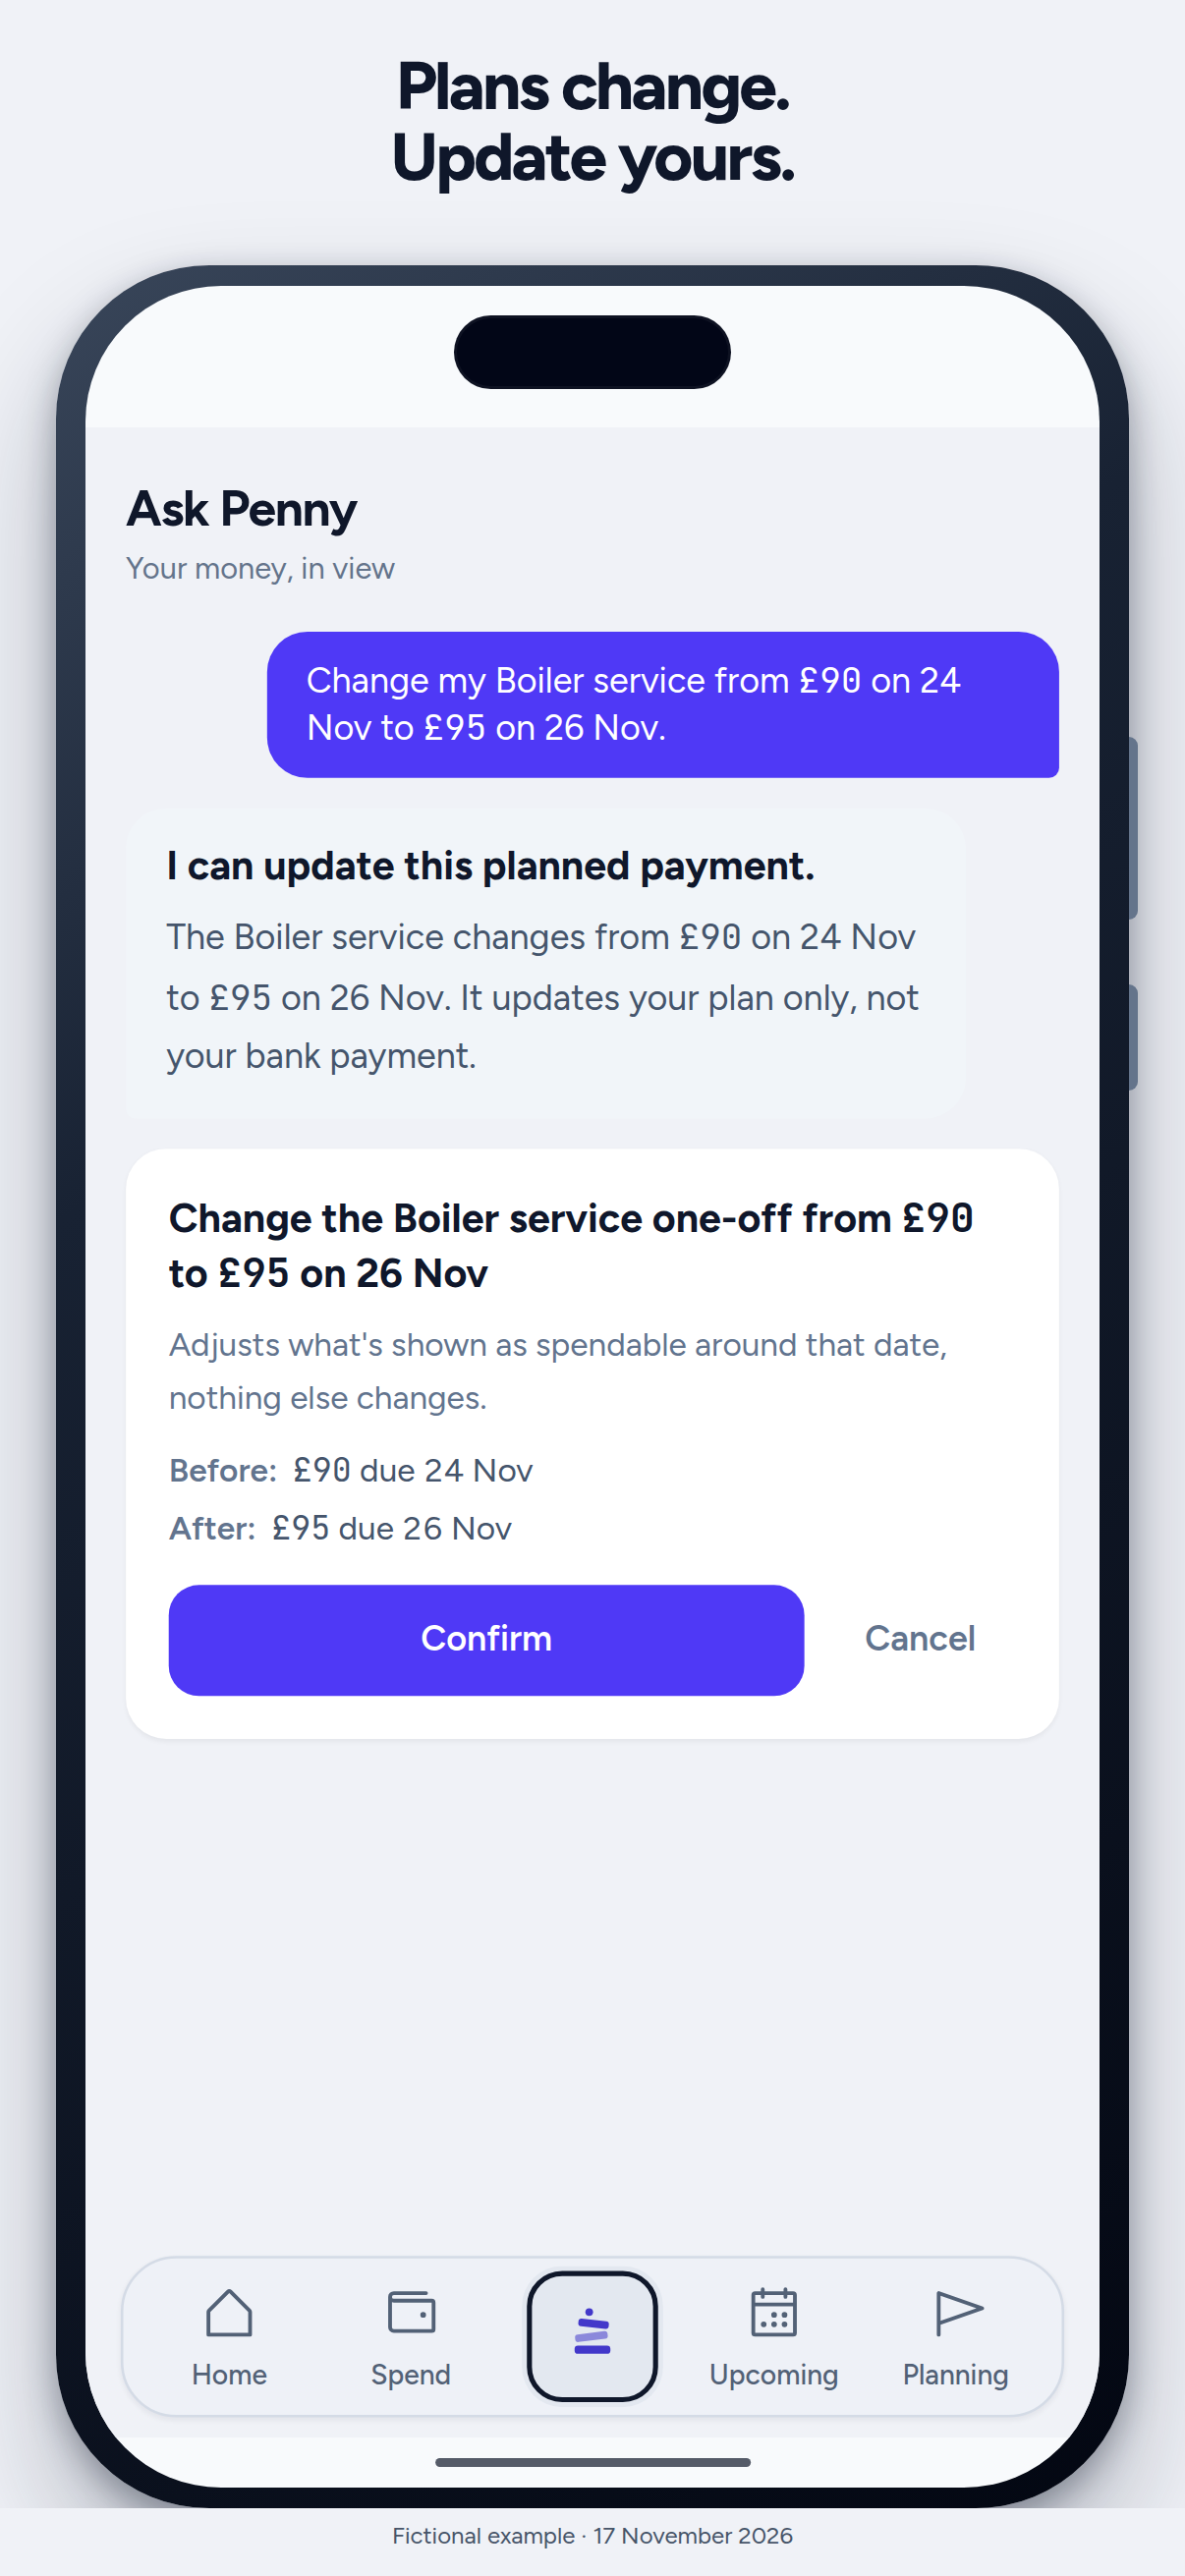 Plans change.
Update yours.
Ask Penny
Your money, in view
Change my Boiler service from £90 on 24
Nov to £95 on 26 Nov.
I can update this planned payment.
The Boiler service changes from £90 on 24 Nov
to £95 on 26 Nov. It updates your plan only, not
your bank payment.
Change the Boiler service one-off from £90
to £95 on 26 Nov
Adjusts what's shown as spendable around that date,
nothing else changes.
Before: £90 due 24 Nov
After: £95 due 26 Nov
Confirm Cancel
Home Spend Upcoming Planning
Fictional example · 17 November 2026